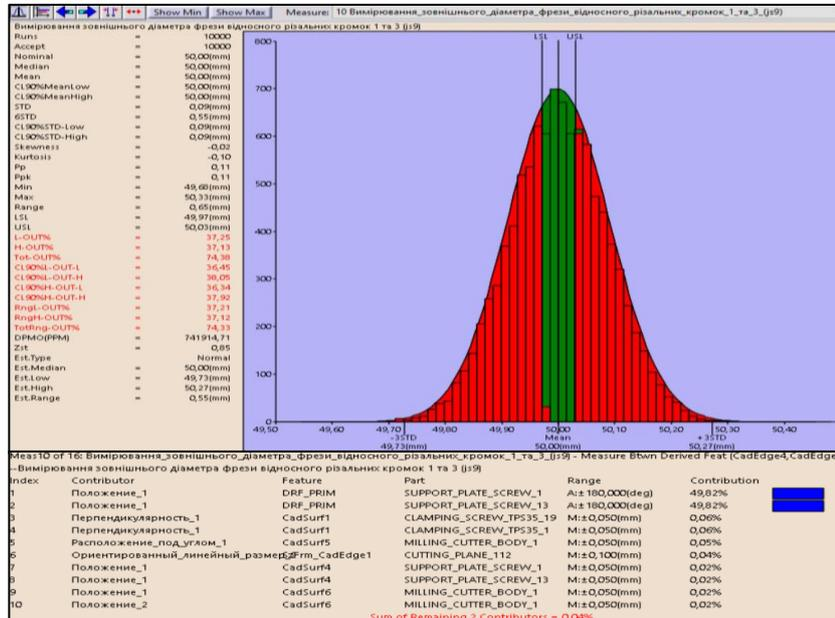 Show Min Show Max Measure: 10 Вимірювання_зовнішнього_діаметра_фрези_відносного_різальних_кромок_1_та_3_(js9)
Вимірювання зовнішнього діаметра фрези відносного різальних кромок 1 та 3 (js9)
Runs = 10000
Accept = 10000
Nominal = 50,00(mm)
Median = 50,00(mm)
Mean = 50,00(mm)
CL90%MeanLow = 50,00(mm)
CL90%MeanHigh = 50,00(mm)
STD = 0,09(mm)
6STD = 0,55(mm)
CL90%STD-Low = 0,09(mm)
CL90%STD-High = 0,09(mm)
Skewness = -0,02
Kurtosis = -0,10
Pp = 0,11
Ppk = 0,11
Min = 49,68(mm)
Max = 50,33(mm)
Range = 0,65(mm)
LSL = 49,97(mm)
USL = 50,03(mm)
L-OUT% = 37,25
H-OUT% = 37,13
Tot-OUT% = 74,38
CL90%L-OUT-L = 36,45
CL90%L-OUT-H = 38,05
CL90%H-OUT-L = 36,34
CL90%H-OUT-H = 37,92
RngL-OUT% = 37,21
RngH-OUT% = 37,12
TotRng-OUT% = 74,33
DPMO(PPM) = 741914,71
Zst = 0,85
Est.Type Normal
Est.Median = 50,00(mm)
Est.Low = 49,73(mm)
Est.High = 50,27(mm)
Est.Range = 0,55(mm)
LSL USL
800
700
600
500
400
300
200
100
0
49,50 49,60 49,70 49,80 49,90 50,00 50,10 50,20 50,30 50,40
-3STD Mean +3STD
49,73(mm) 50,00(mm) 50,27(mm)
Meas10 of 16: Вимірювання_зовнішнього_діаметра_фрези_відносного_різальних_кромок_1_та_3_(js9) - Measure Btwn Derived Feat (CadEdge4,CadEdge
--Вимірювання зовнішнього діаметра фрези відносного різальних кромок 1 та 3 (js9)
Index Contributor Feature Part Range Contribution
1 Положение_1 DRF_PRIM SUPPORT_PLATE_SCREW_1 A:±180,000(deg) 49,82%
2 Положение_1 DRF_PRIM SUPPORT_PLATE_SCREW_13 A:±180,000(deg) 49,82%
3 Перпендикулярность_1 CadSurf1 CLAMPING_SCREW_TPS35_19 M:±0,050(mm) 0,06%
4 Перпендикулярность_1 CadSurf1 CLAMPING_SCREW_TPS35_1 M:±0,050(mm) 0,06%
5 Расположение_под_углом_1 CadSurf5 MILLING_CUTTER_BODY_1 M:±0,050(mm) 0,05%
6 Ориентированный_линейный_размер Frm_CadEdge1 CUTTING_PLANE_112 M:±0,100(mm) 0,04%
7 Положение_1 CadSurf4 SUPPORT_PLATE_SCREW_1 M:±0,050(mm) 0,02%
8 Положение_1 CadSurf4 SUPPORT_PLATE_SCREW_13 M:±0,050(mm) 0,02%
9 Положение_1 CadSurf6 MILLING_CUTTER_BODY_1 M:±0,050(mm) 0,02%
10 Положение_2 CadSurf6 MILLING_CUTTER_BODY_1 M:±0,050(mm) 0,02%
Sum of Remaining 2 Contributors = 0,04%